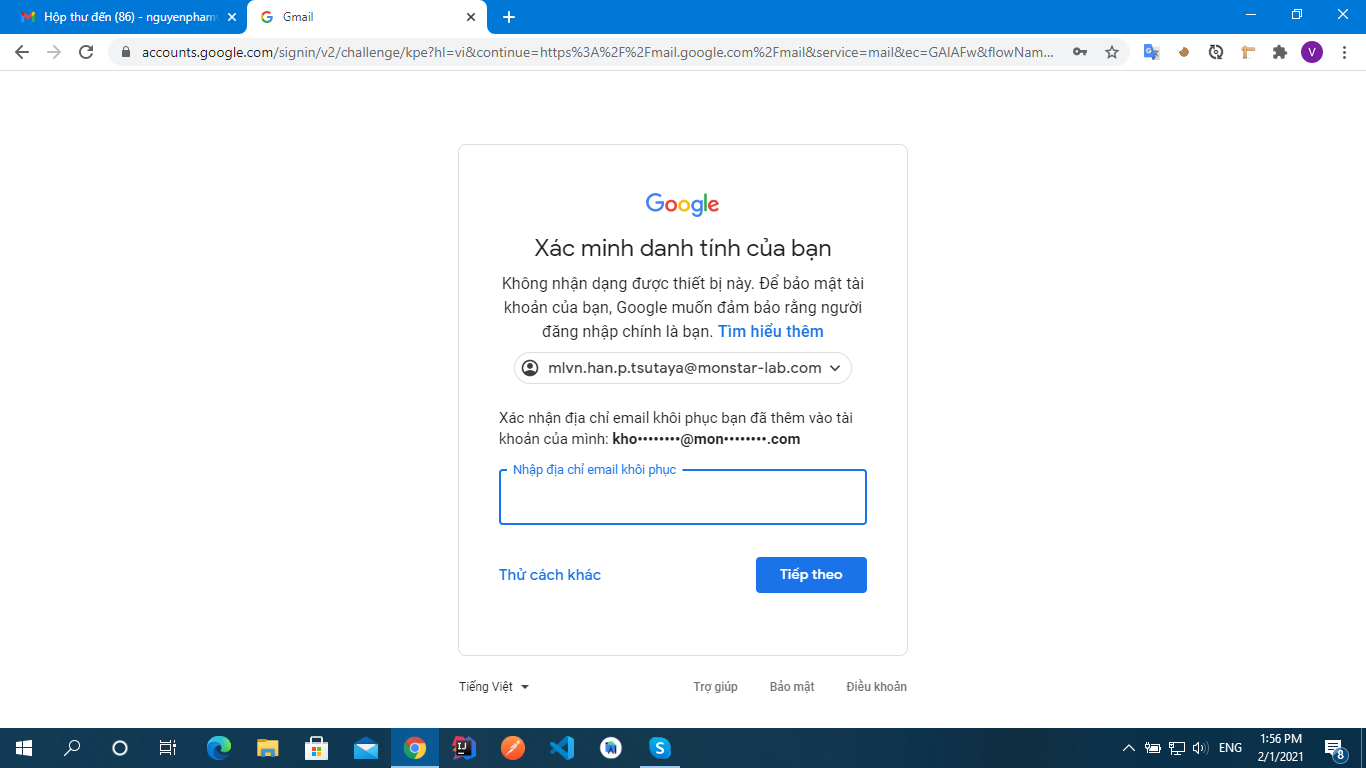 Hộp thư đến (86) - nguyenphamv
Gmail
accounts.google.com/signin/v2/challenge/kpe?hl=vi&continue=https%3A%2F%2Fmail.google.com%2Fmail&service=mail&ec=GAlAFw&flowNam...
V
Google
Xác minh danh tính của bạn
Không nhận dạng được thiết bị này. Để bảo mật tài
khoản của bạn, Google muốn đảm bảo rằng người
đăng nhập chính là bạn. Tìm hiểu thêm
mlvn.han.p.tsutaya@monstar-lab.com
Xác nhận địa chỉ email khôi phục bạn đã thêm vào tài
khoản của mình: kho••••••••@mon••••••••.com
Nhập địa chỉ email khôi phục
Thử cách khác
Tiếp theo
Tiếng Việt
Trợ giúp
Bảo mật
Điều khoản
ENG
1:56 PM
2/1/2021
8